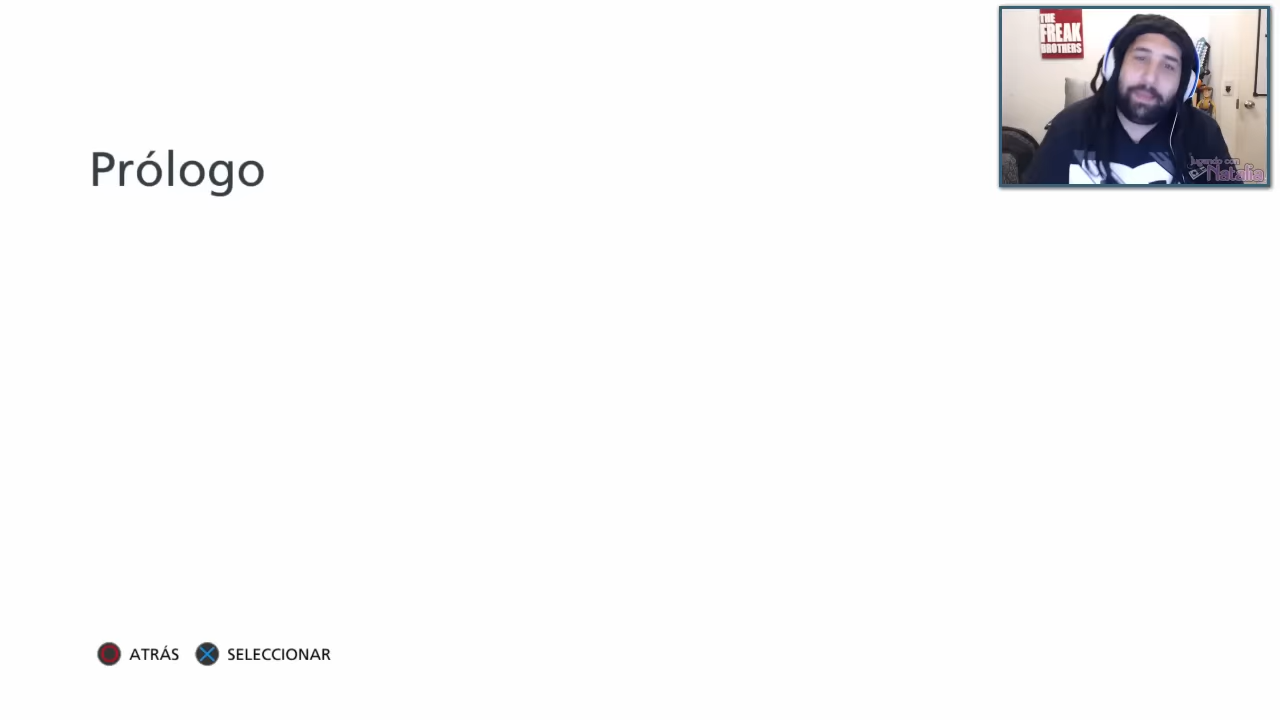 Prólogo
THE
FREAK
BROTHERS
Jugando con
Natalia
ATRÁS
SELECCIONAR